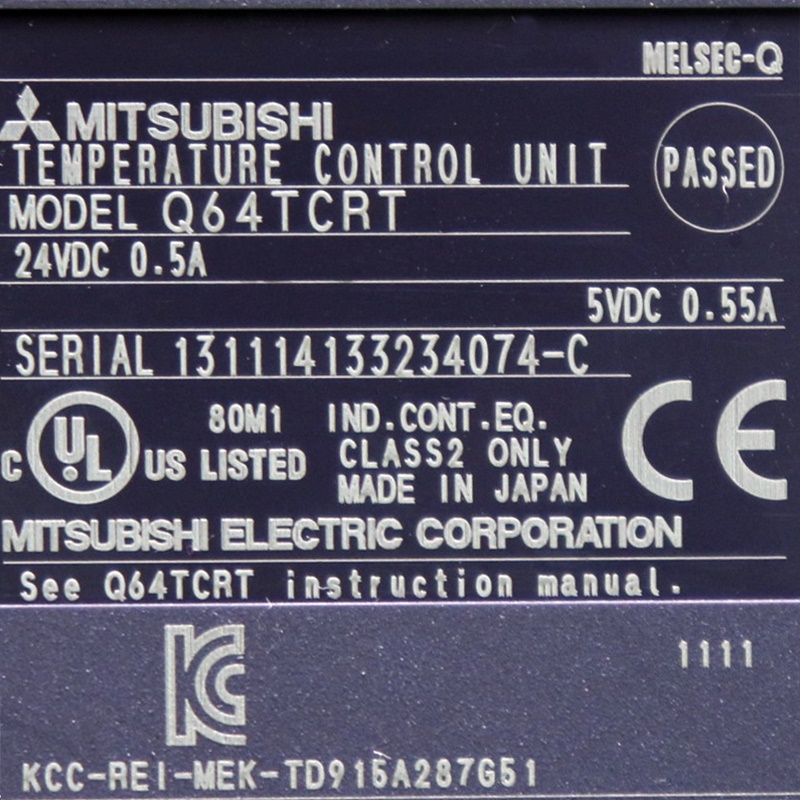 MELSEC-Q
MITSUBISHI
TEMPERATURE CONTROL UNIT
PASSED
MODEL Q64TCRT
24VDC 0.5A
5VDC 0.55A
SERIAL 131114133234074-C
C UL US LISTED
80M1 IND.CONT.EQ.
CLASS2 ONLY
MADE IN JAPAN
CE
MITSUBISHI ELECTRIC CORPORATION
See Q64TCRT instruction manual.
KC
1111
KCC-REI-MEK-TD915A287G51